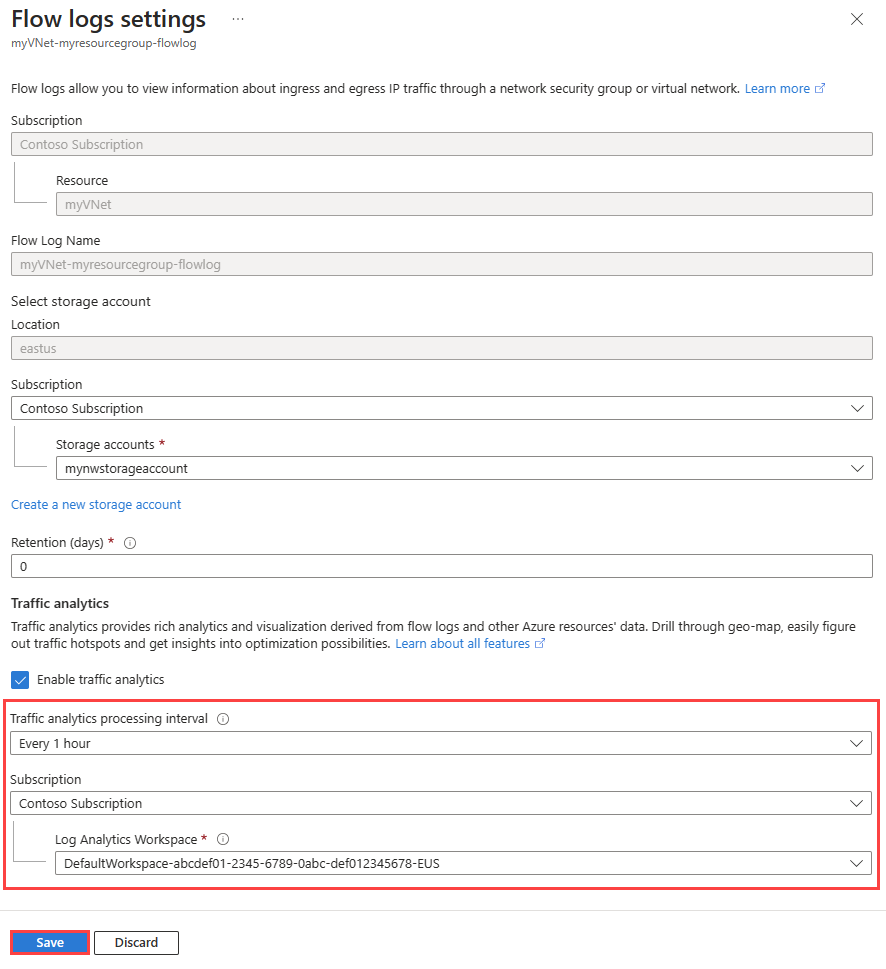 Flow logs settings ...
myVNet-myresourcegroup-flowlog
Flow logs allow you to view information about ingress and egress IP traffic through a network security group or virtual network. Learn more
Subscription
Contoso Subscription
Resource
myVNet
Flow Log Name
myVNet-myresourcegroup-flowlog
Select storage account
Location
eastus
Subscription
Contoso Subscription
Storage accounts *
mynwstorageaccount
Create a new storage account
Retention (days) *
0
Traffic analytics
Traffic analytics provides rich analytics and visualization derived from flow logs and other Azure resources' data. Drill through geo-map, easily figure
out traffic hotspots and get insights into optimization possibilities. Learn about all features
Enable traffic analytics
Traffic analytics processing interval
Every 1 hour
Subscription
Contoso Subscription
Log Analytics Workspace *
DefaultWorkspace-abcdef01-2345-6789-0abc-def012345678-EUS
Save Discard